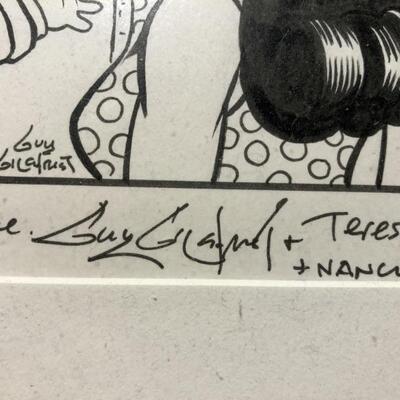 Guy
Gilchrist
Guy Gilchrist + Teres
+ NANC